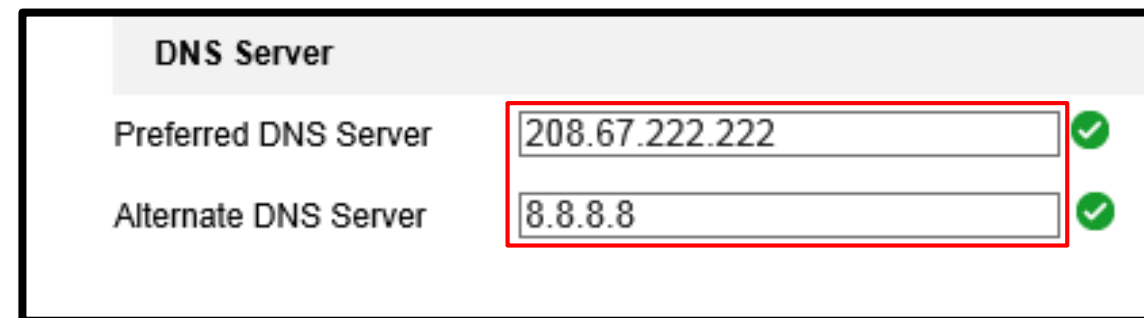 DNS Server
Preferred DNS Server 208.67.222.222
Alternate DNS Server 8.8.8.8